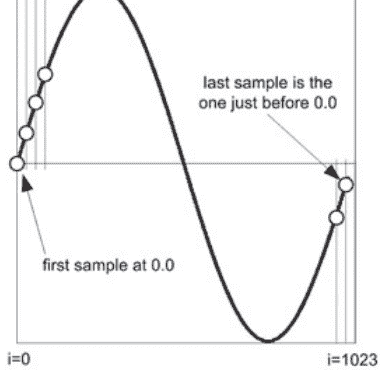 last sample is the
one just before 0.0
first sample at 0.0
i=0
i=1023